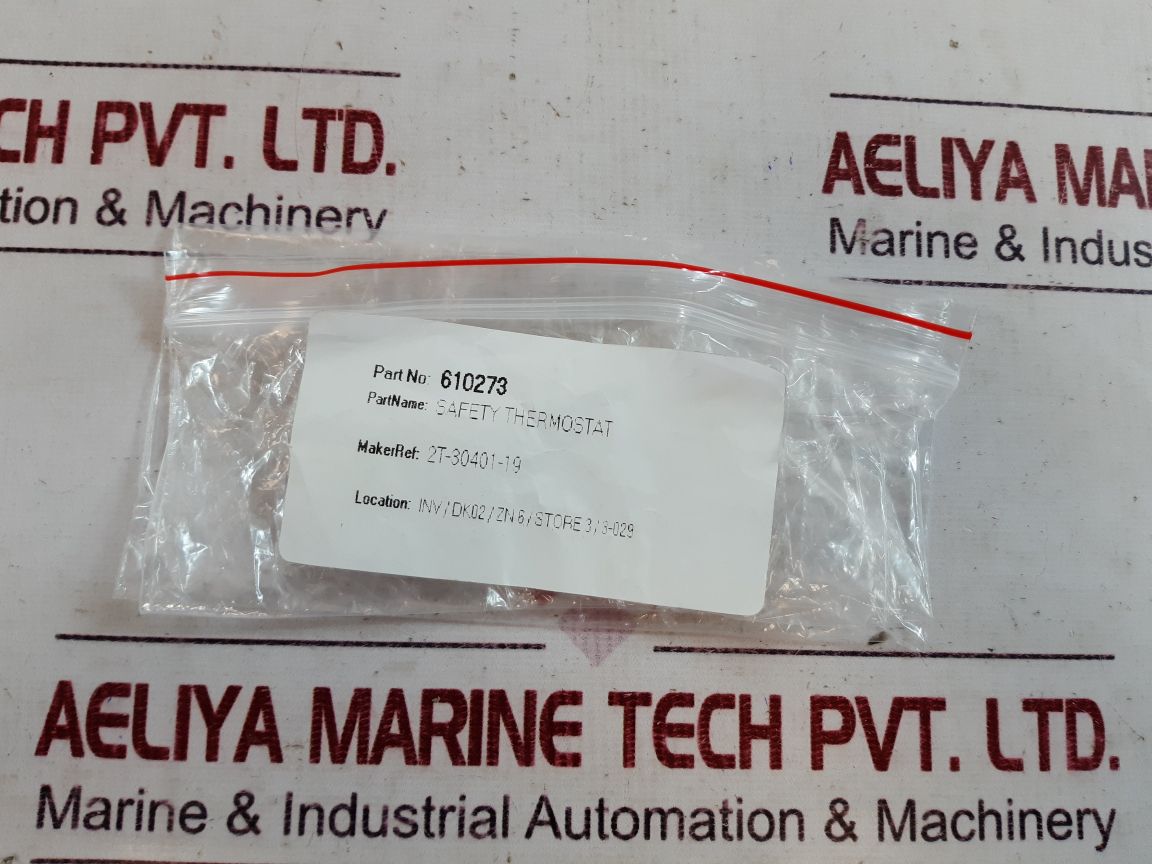 CH PVT. LTD.
tion & Machinery
AELIYA MAR
Marine & Indus
Part No: 610273
PartName: SAFETY THERMOSTAT
MakerRef: 2T-30401-19
Location: INV / DK02 / ZN 6 / STORE 3 / 3-029
AELIYA MARINE TECH PVT. LTD.
Marine & Industrial Automation & Machinery